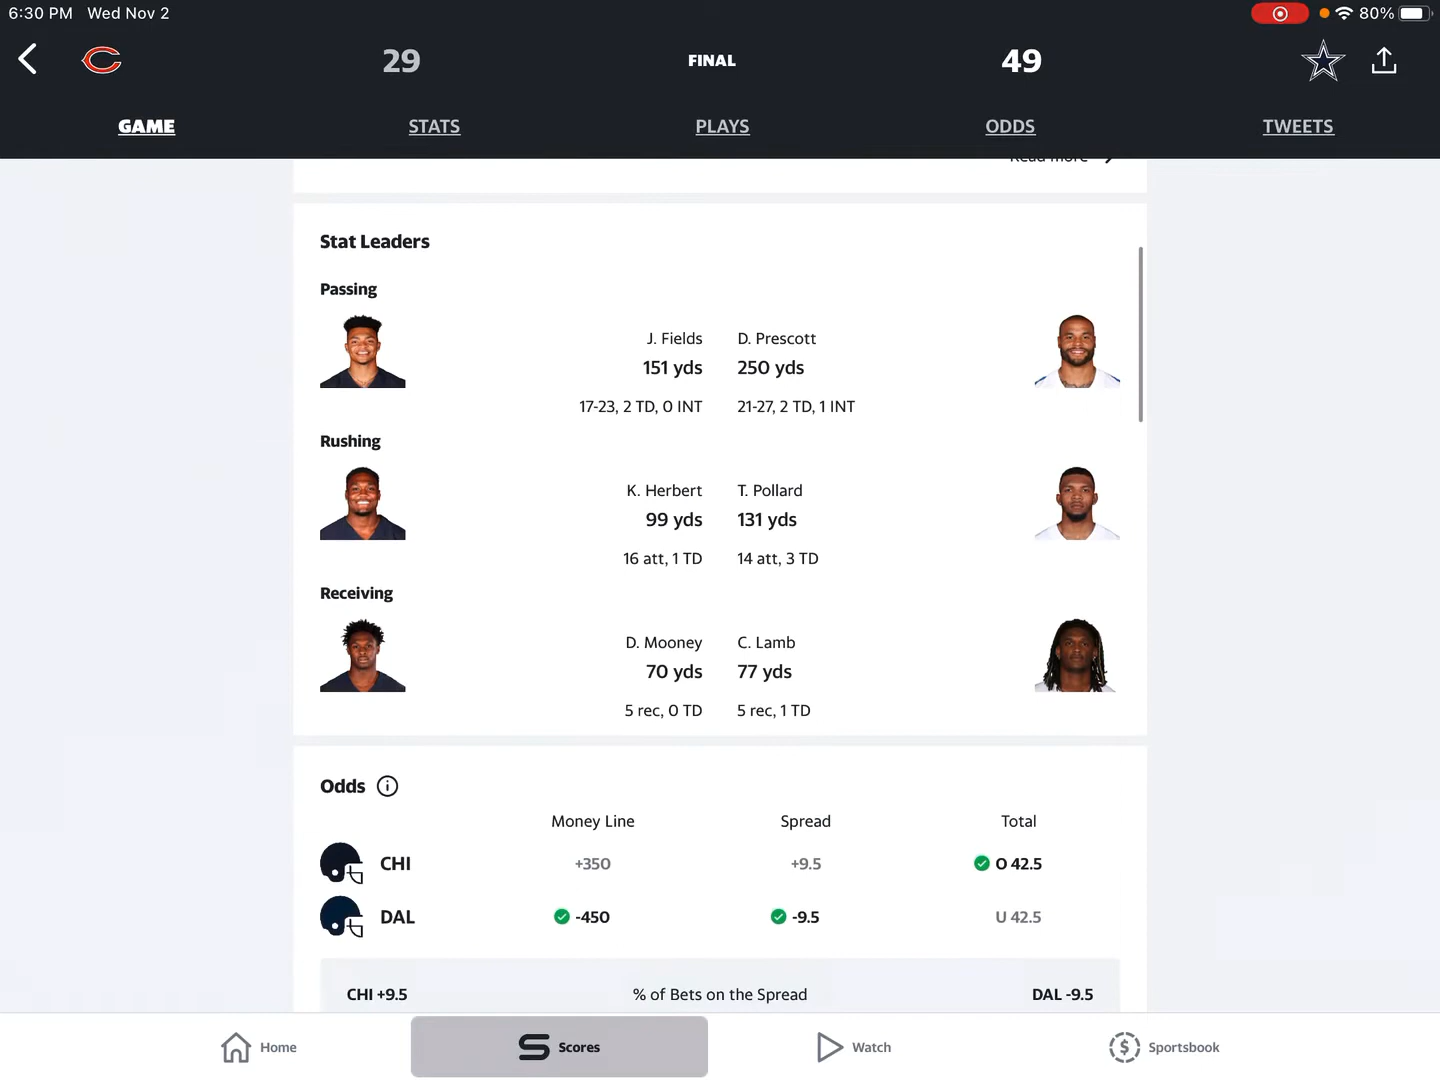 6:30 PM Wed Nov 2 80%
29 FINAL 49
GAME STATS PLAYS ODDS TWEETS
Read more
Stat Leaders
Passing
J. Fields D. Prescott
151 yds 250 yds
17-23, 2 TD, 0 INT 21-27, 2 TD, 1 INT
Rushing
K. Herbert T. Pollard
99 yds 131 yds
16 att, 1 TD 14 att, 3 TD
Receiving
D. Mooney C. Lamb
70 yds 77 yds
5 rec, 0 TD 5 rec, 1 TD
Odds
Money Line Spread Total
CHI +350 +9.5 O 42.5
DAL -450 -9.5 U 42.5
CHI +9.5 % of Bets on the Spread DAL -9.5
Home Scores Watch Sportsbook